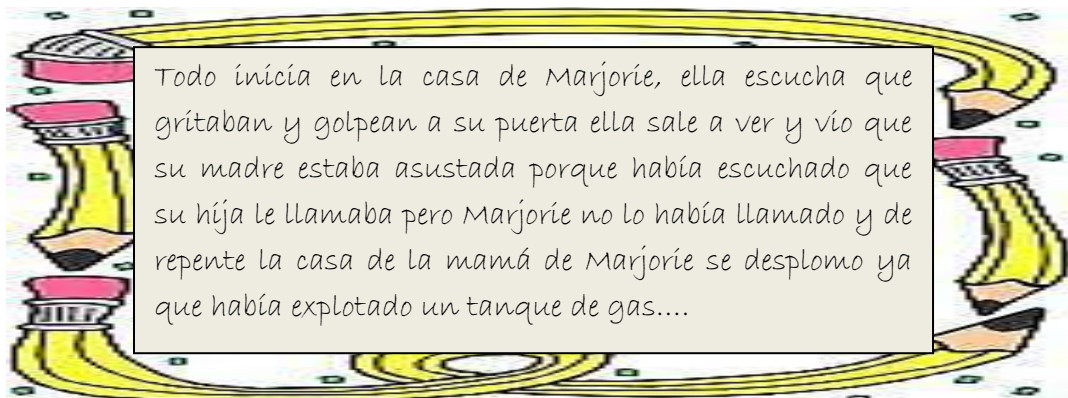 Todo inicia en la casa de Marjorie, ella escucha que
gritaban y golpean a su puerta ella sale a ver y vio que
su madre estaba asustada porque había escuchado que
su hija le llamaba pero Marjorie no lo había llamado y de
repente la casa de la mamá de Marjorie se desplomo ya
que había explotado un tanque de gas....